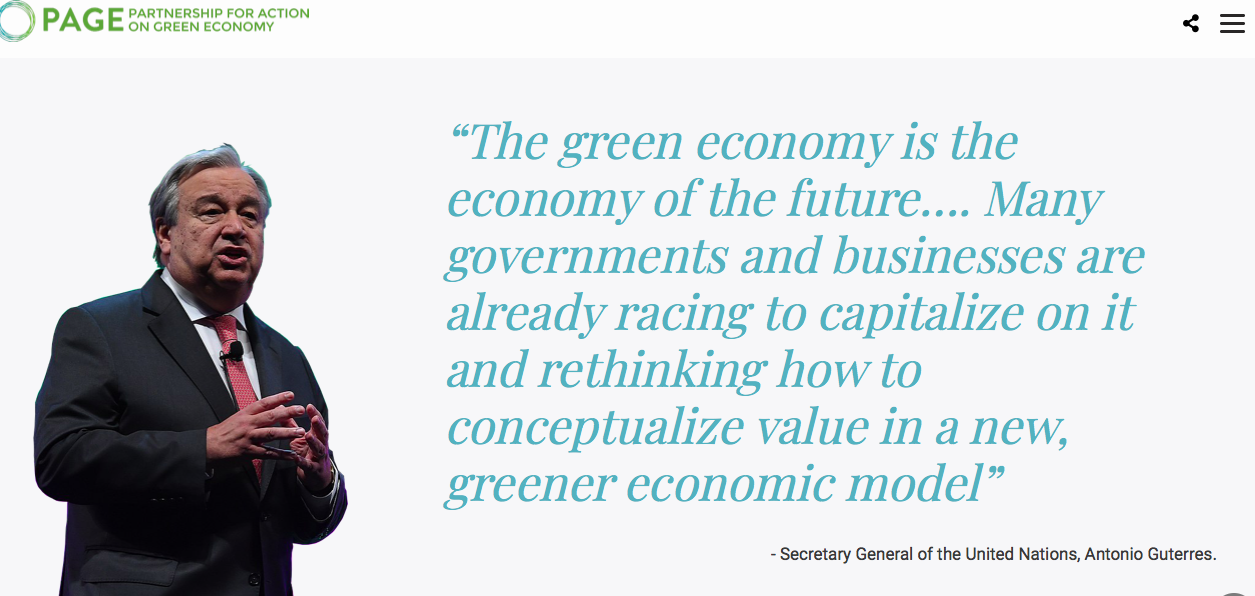 PAGE PARTNERSHIP FOR ACTION
ON GREEN ECONOMY
“The green economy is the
economy of the future.... Many
governments and businesses are
already racing to capitalize on it
and rethinking how to
conceptualize value in a new,
greener economic model”
- Secretary General of the United Nations, Antonio Guterres.